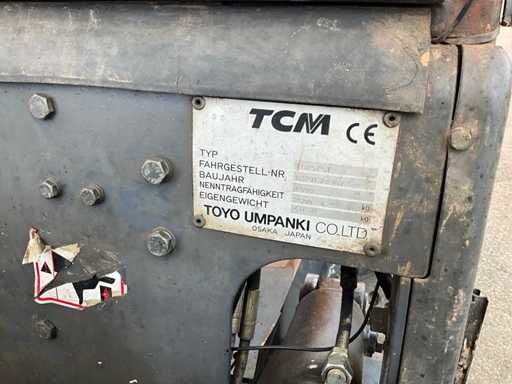 TCM CE
TYP
FAHRGESTELL-NR.
BAUJAHR
NENNTRAGFÄHIGKEIT kg
EIGENGEWICHT kg
TOYO UMPANKI CO.LTD.
OSAKA JAPAN